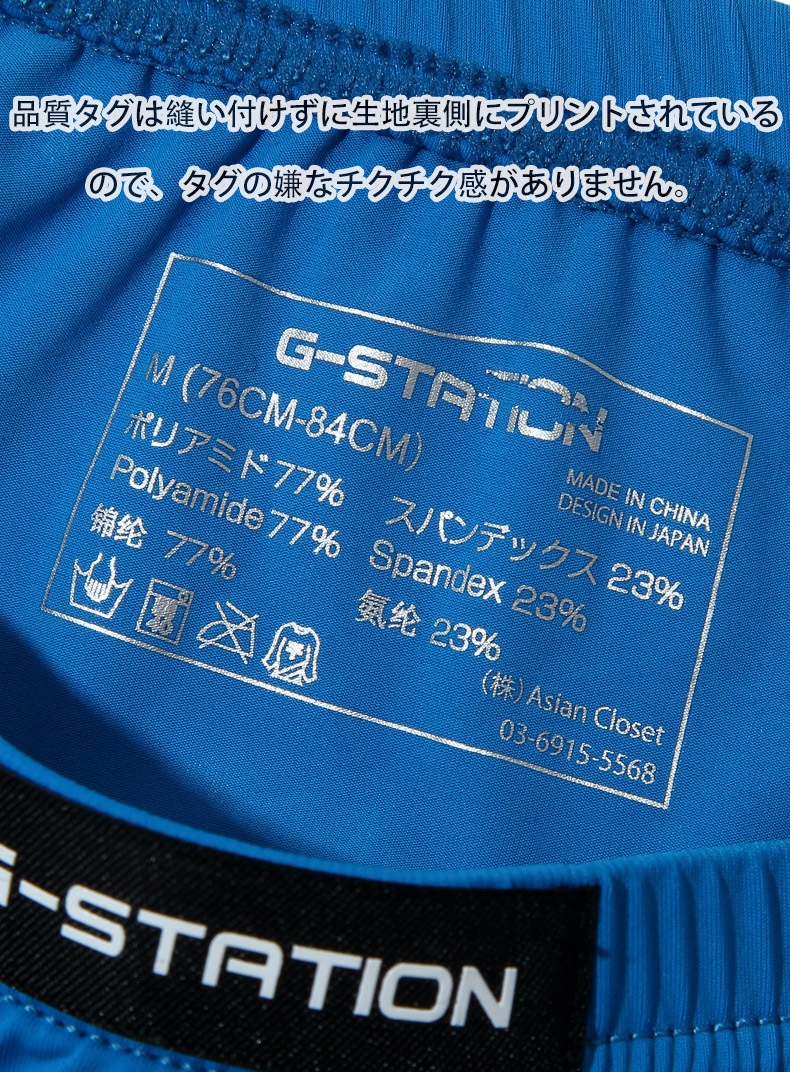 品質タグは縫い付けずに生地裏側にプリントされている
ので、タグの嫌なチクチク感がありません。
G-STATION
M (76CM-84CM)
MADE IN CHINA
DESIGN IN JAPAN
ポリアミド 77%
Polyamide 77%
锦纶 77%
スパンデックス 23%
Spandex 23%
氨纶 23%
(株) Asian Closet
03-6915-5568
G-STATION